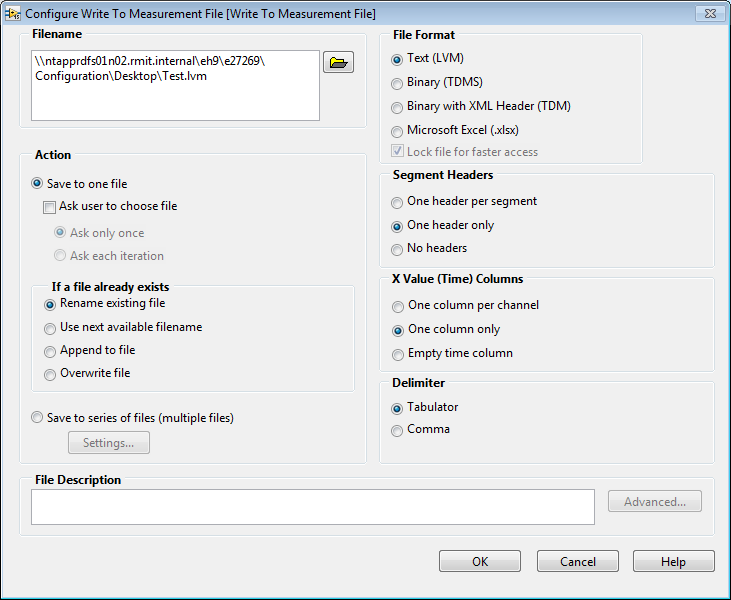 Configure Write To Measurement File [Write To Measurement File]
Filename
\\ntapprdfs01n02.rmit.internal\eh9\e27269\
Configuration\Desktop\Test.lvm
Action
Save to one file
Ask user to choose file
Ask only once
Ask each iteration
If a file already exists
Rename existing file
Use next available filename
Append to file
Overwrite file
Save to series of files (multiple files)
Settings...
File Format
Text (LVM)
Binary (TDMS)
Binary with XML Header (TDM)
Microsoft Excel (.xlsx)
Lock file for faster access
Segment Headers
One header per segment
One header only
No headers
X Value (Time) Columns
One column per channel
One column only
Empty time column
Delimiter
Tabulator
Comma
File Description
Advanced...
OK
Cancel
Help